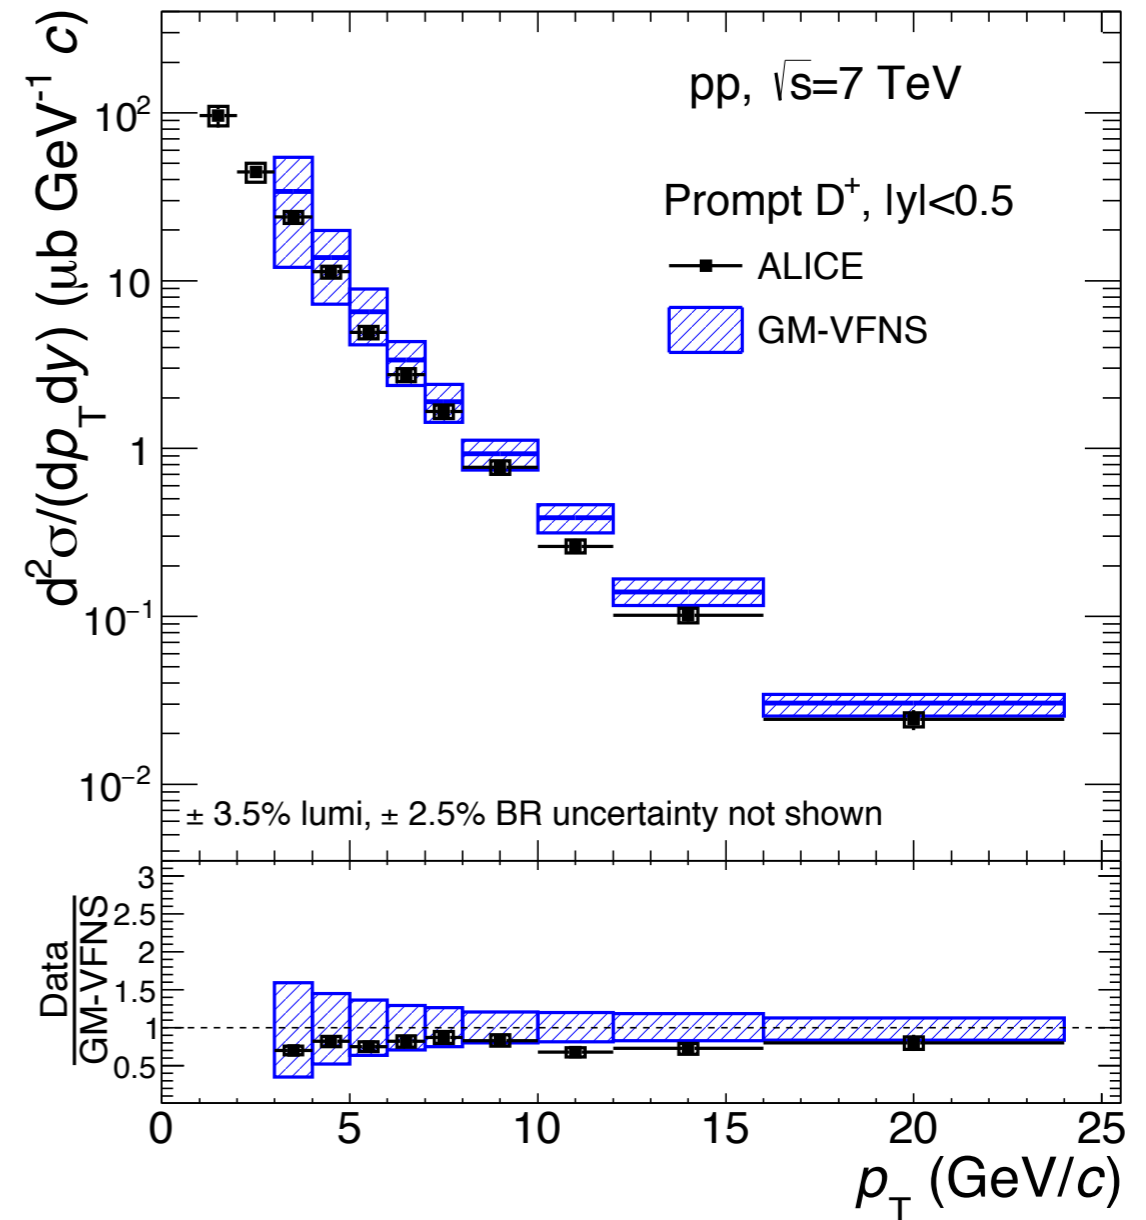 d²σ/(dp_T dy) (μb GeV⁻¹ c)
10²
10
1
10⁻¹
10⁻²
pp, √s=7 TeV
Prompt D⁺, |y|<0.5
ALICE
GM-VFNS
± 3.5% lumi, ± 2.5% BR uncertainty not shown
Data
GM-VFNS
3
2.5
2
1.5
1
0.5
0 5 10 15 20 25
p_T (GeV/c)